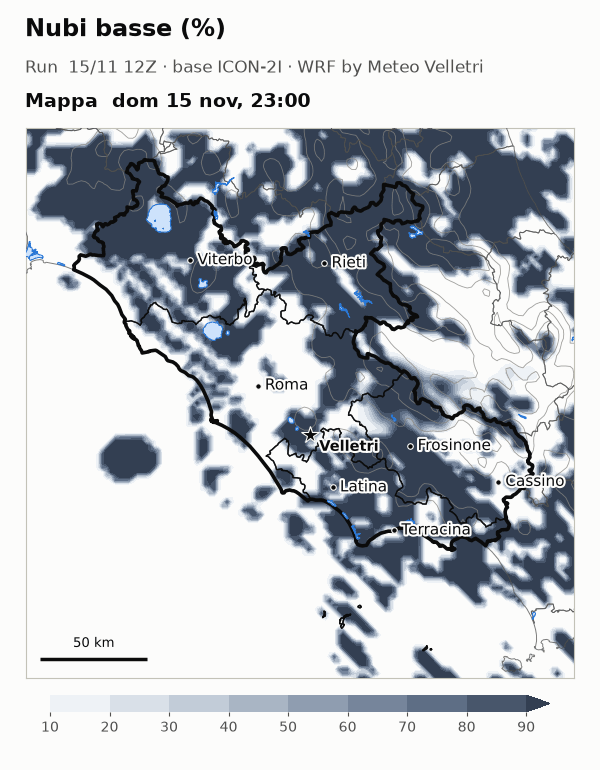 Nubi basse (%)
Run 15/11 12Z · base ICON-2I · WRF by Meteo Velletri
Mappa dom 15 nov, 23:00
Viterbo
Rieti
Roma
Velletri
Frosinone
Latina
Cassino
Terracina
50 km
10 20 30 40 50 60 70 80 90